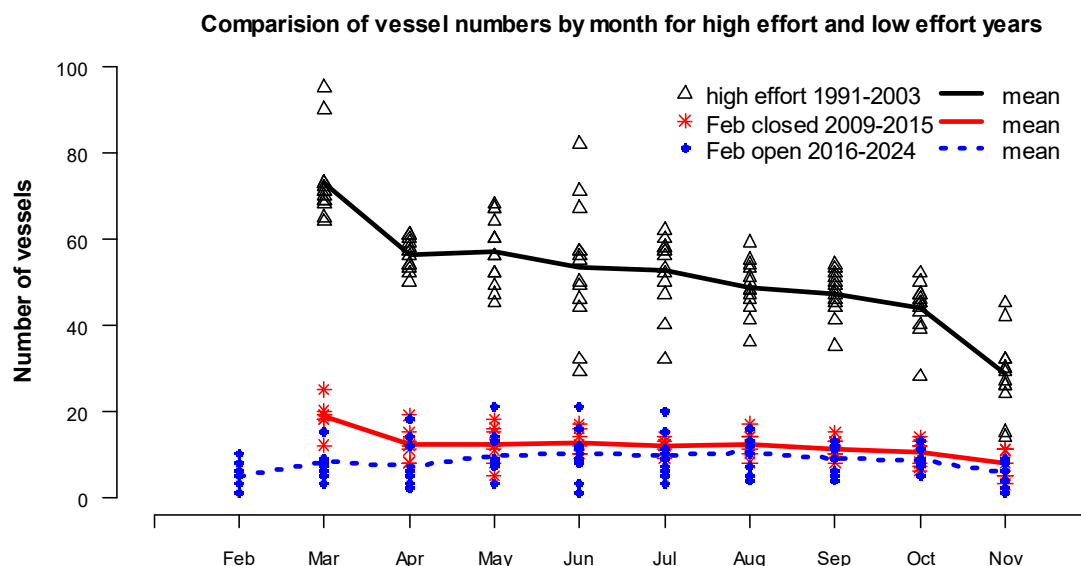 Comparision of vessel numbers by month for high effort and low effort years
100
80
60
40
20
0
Number of vessels
high effort 1991-2003 mean
Feb closed 2009-2015 mean
Feb open 2016-2024 mean
Feb Mar Apr May Jun Jul Aug Sep Oct Nov